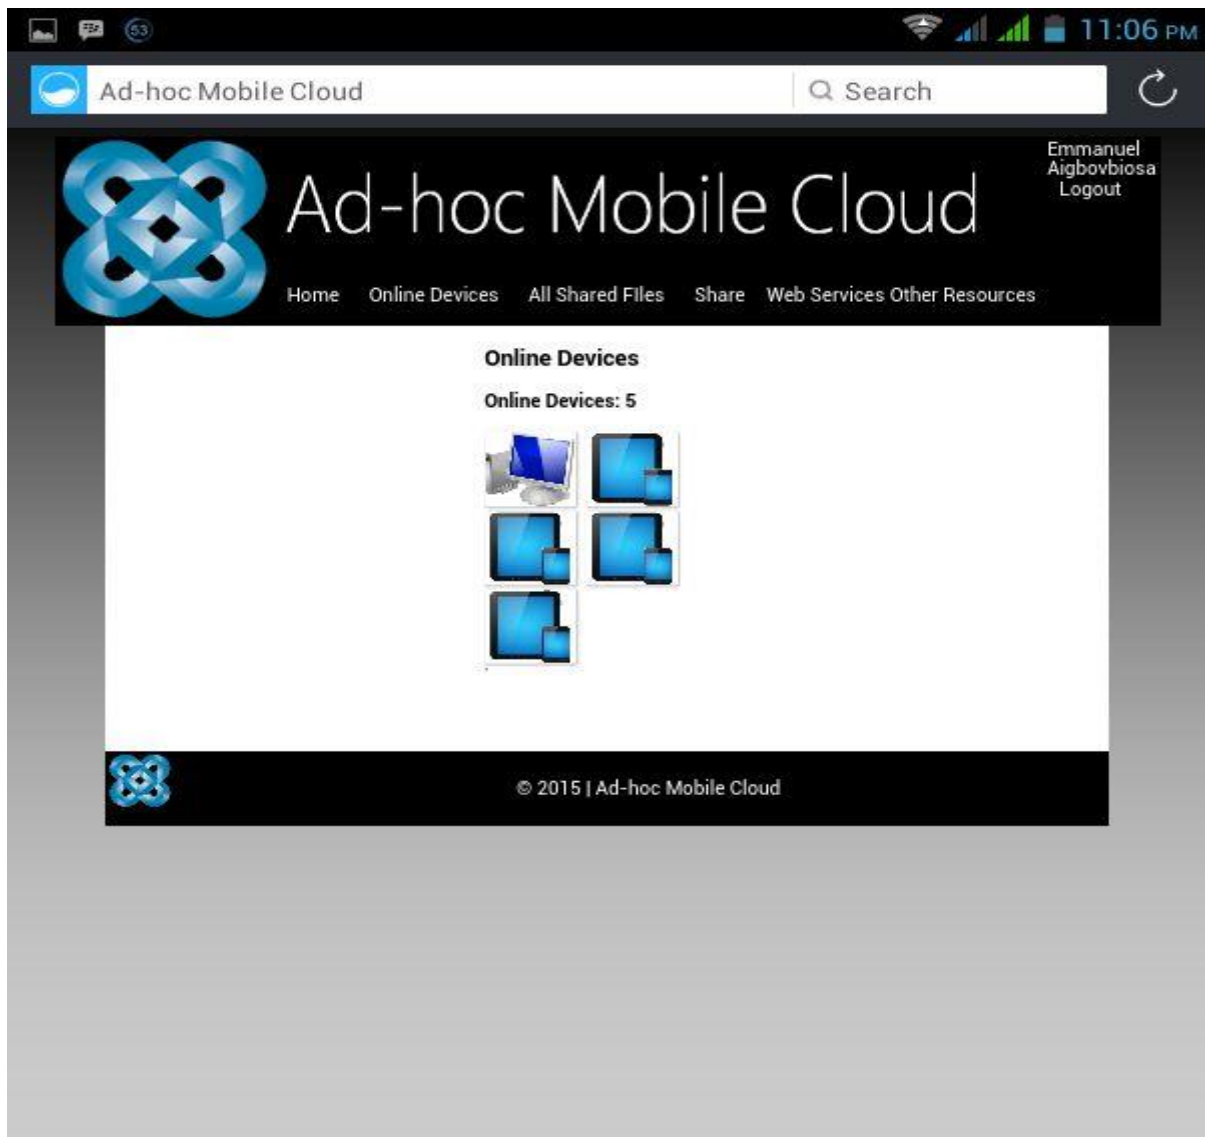 53
11:06 PM
Ad-hoc Mobile Cloud
Search
Emmanuel
Aigbovbiosa
Logout
Ad-hoc Mobile Cloud
Home Online Devices All Shared FIles Share Web Services Other Resources
Online Devices
Online Devices: 5
© 2015 | Ad-hoc Mobile Cloud